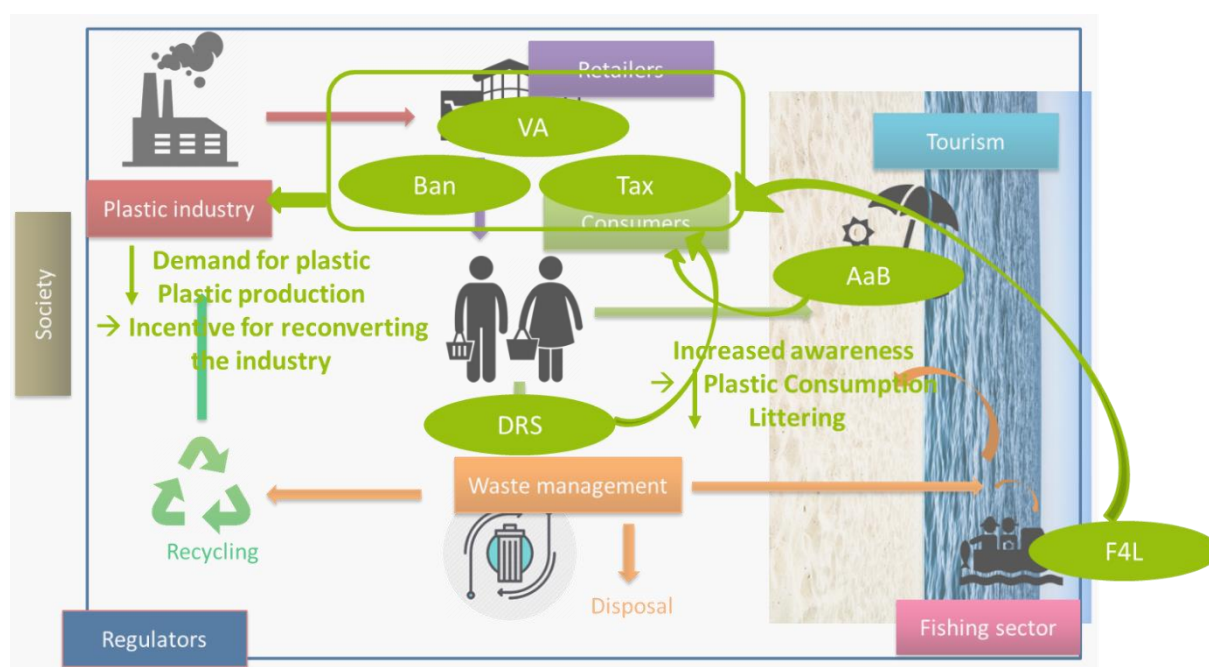 Retailers
VA
Tourism
Ban
Tax
Plastic industry
Consumers
Society
Demand for plastic
Plastic production
→ Incentive for reconverting
the industry
AaB
Increased awareness
→ Plastic Consumption
Littering
DRS
Waste management
Recycling
F4L
Disposal
Regulators
Fishing sector